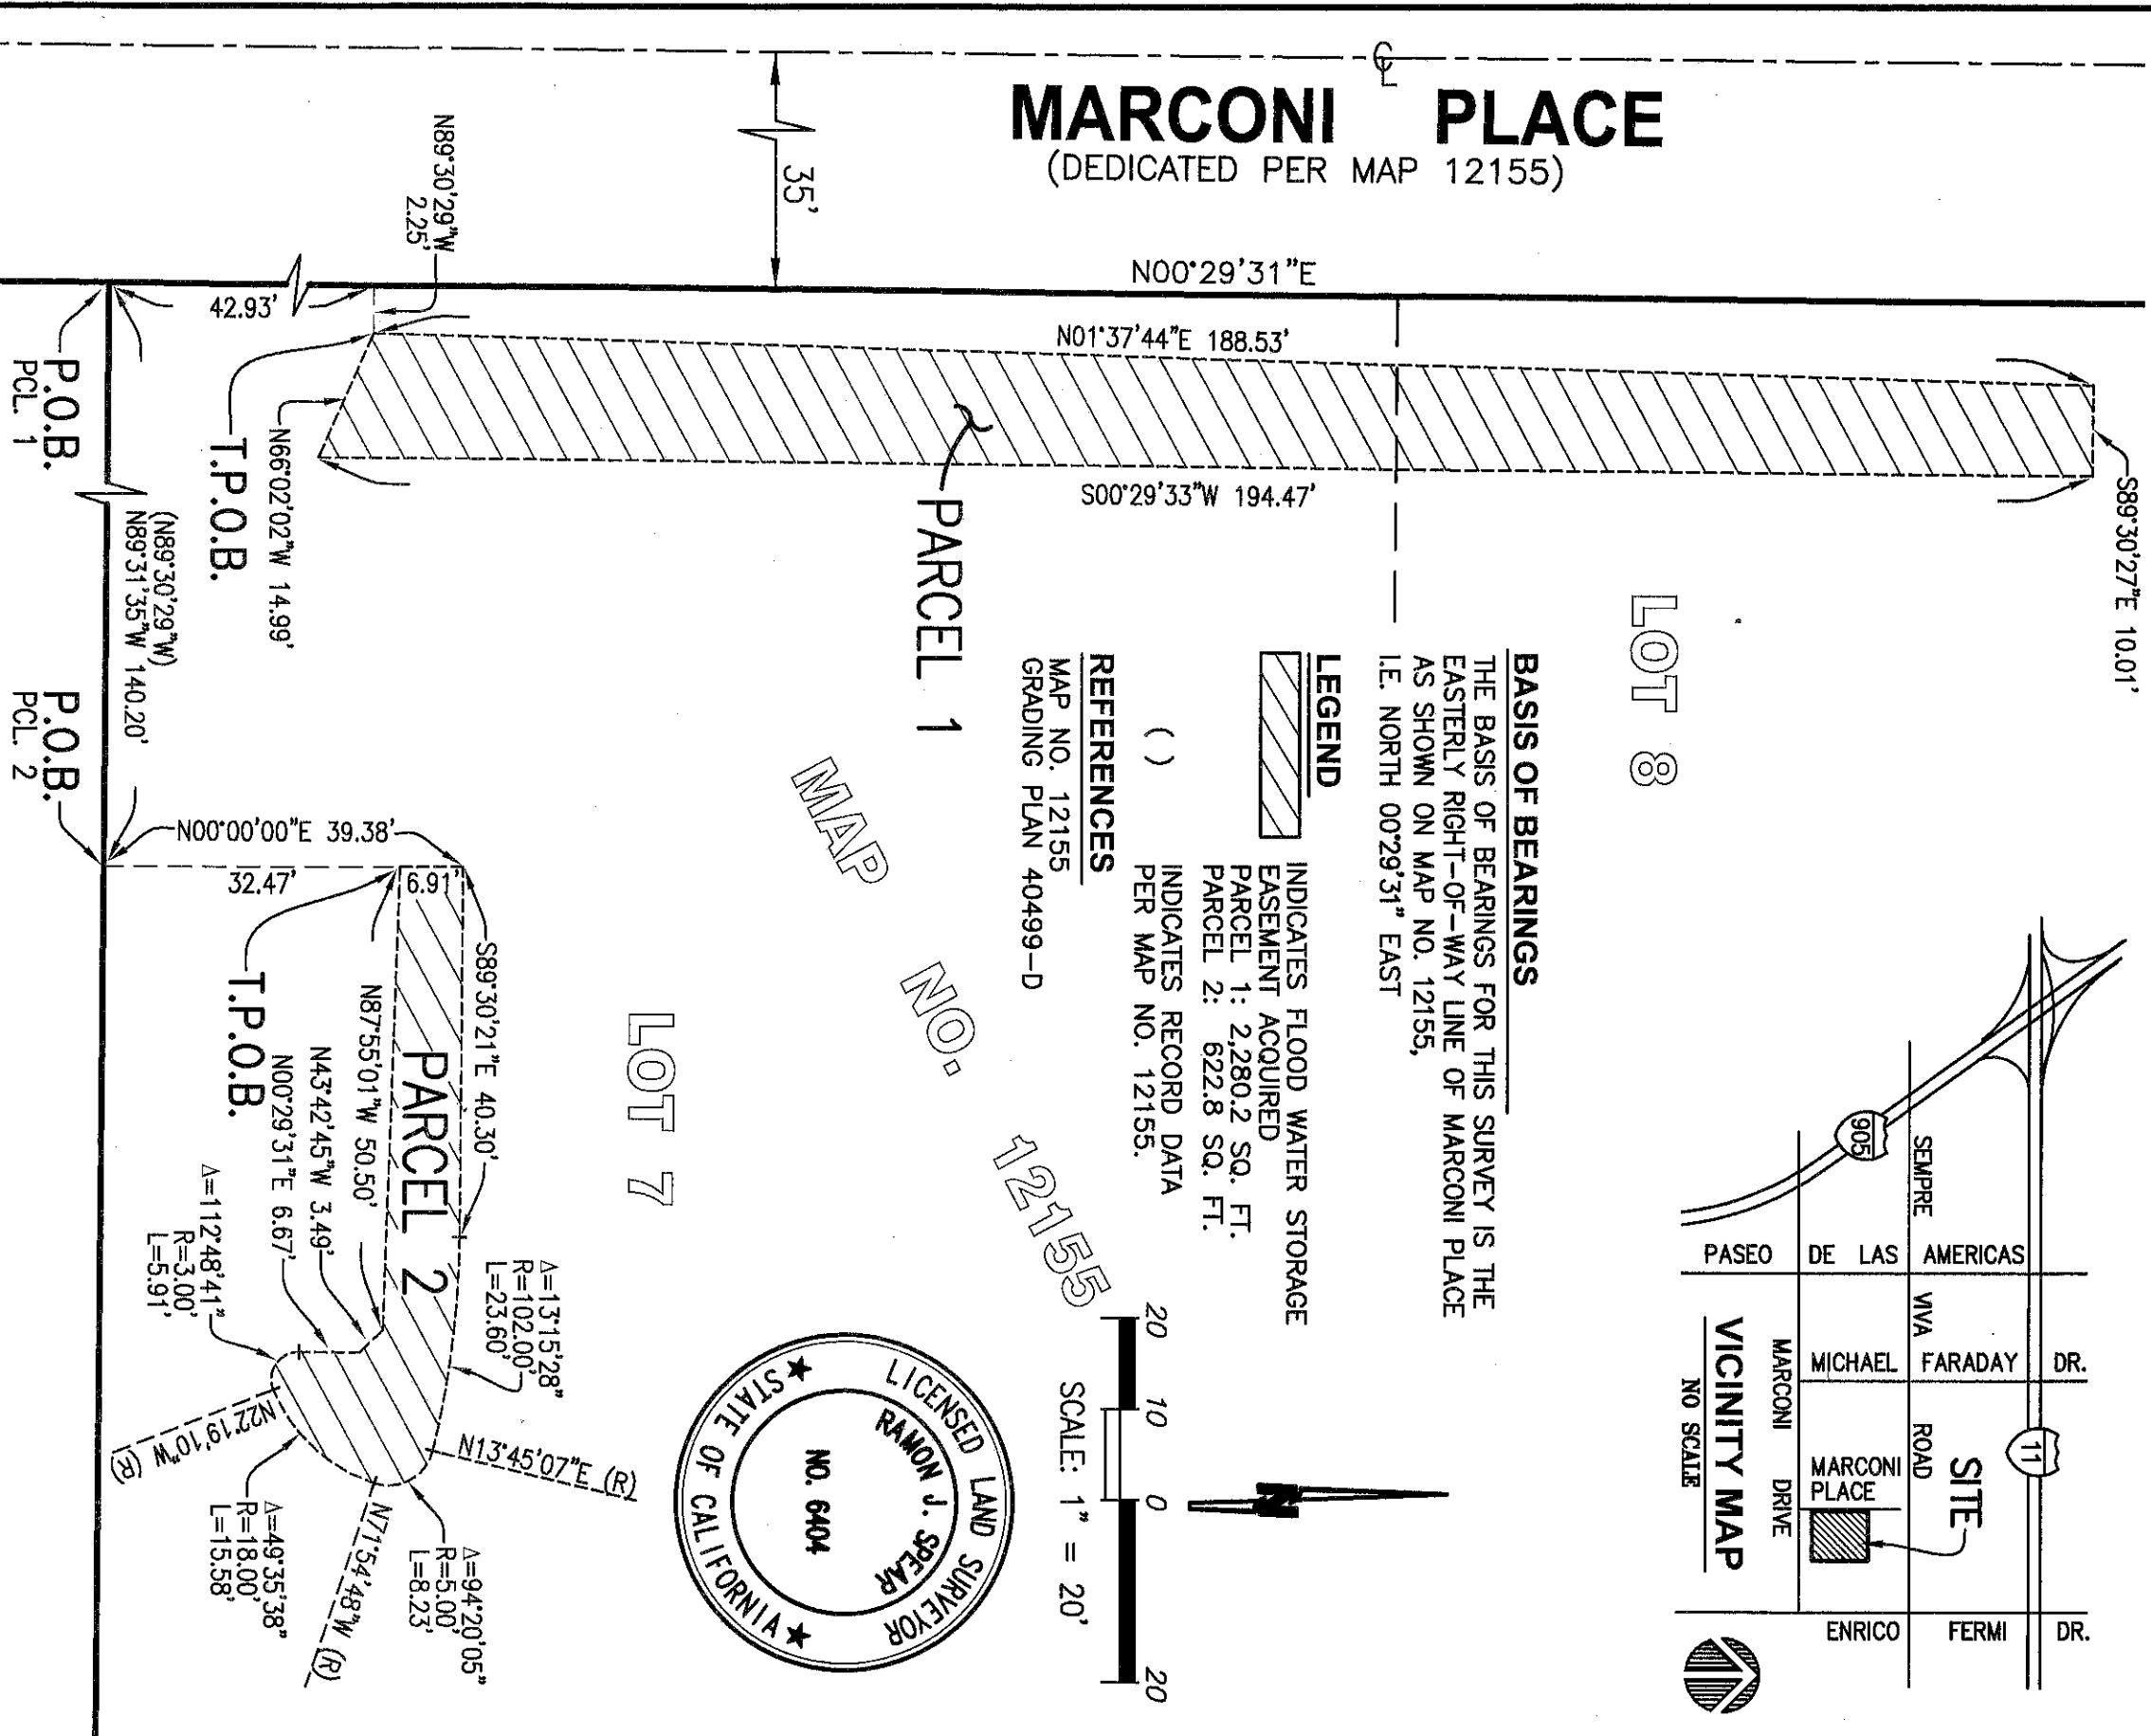 MARCONI PLACE
(DEDICATED PER MAP 12155)
℄
35'
N89°30'29"W
2.25'
42.93'
N00°29'31"E
N01°37'44"E 188.53'
S00°29'33"W 194.47'
S89°30'27"E 10.01'
N66°02'02"W 14.99'
T.P.O.B.
P.O.B.
PCL. 1
(N89°30'29"W)
N89°31'35"W 140.20'
P.O.B.
PCL. 2
PARCEL 1
LOT 8
BASIS OF BEARINGS
THE BASIS OF BEARINGS FOR THIS SURVEY IS THE
EASTERLY RIGHT-OF-WAY LINE OF MARCONI PLACE
AS SHOWN ON MAP NO. 12155,
I.E. NORTH 00°29'31" EAST
LEGEND
INDICATES FLOOD WATER STORAGE
EASEMENT ACQUIRED
PARCEL 1: 2,280.2 SQ. FT.
PARCEL 2: 622.8 SQ. FT.
( ) INDICATES RECORD DATA
PER MAP NO. 12155.
REFERENCES
MAP NO. 12155
GRADING PLAN 40499-D
MAP NO. 12155
LOT 7
N00°00'00"E 39.38'
32.47'
6.91'
T.P.O.B.
S89°30'21"E 40.30'
PARCEL 2
N87°55'01"W 50.50'
N43°42'45"W 3.49'
N00°29'31"E 6.67'
Δ=112°48'41"
R=3.00'
L=5.91'
Δ=13°15'28"
R=102.00'
L=23.60'
N13°45'07"E (R)
N22°19'10"W (R)
N71°54'48"W (R)
Δ=94°20'05"
R=5.00'
L=8.23'
Δ=49°35'38"
R=18.00'
L=15.58'
20 10 0 20
SCALE: 1" = 20'
N
LICENSED LAND SURVEYOR
RAMON J. SPEAR
NO. 6404
STATE OF CALIFORNIA
905
11
SEMPRE VIVA ROAD
PASEO DE LAS AMERICAS
MICHAEL FARADAY DR.
MARCONI DRIVE
MARCONI
PLACE
SITE
ENRICO FERMI DR.
VICINITY MAP
NO SCALE